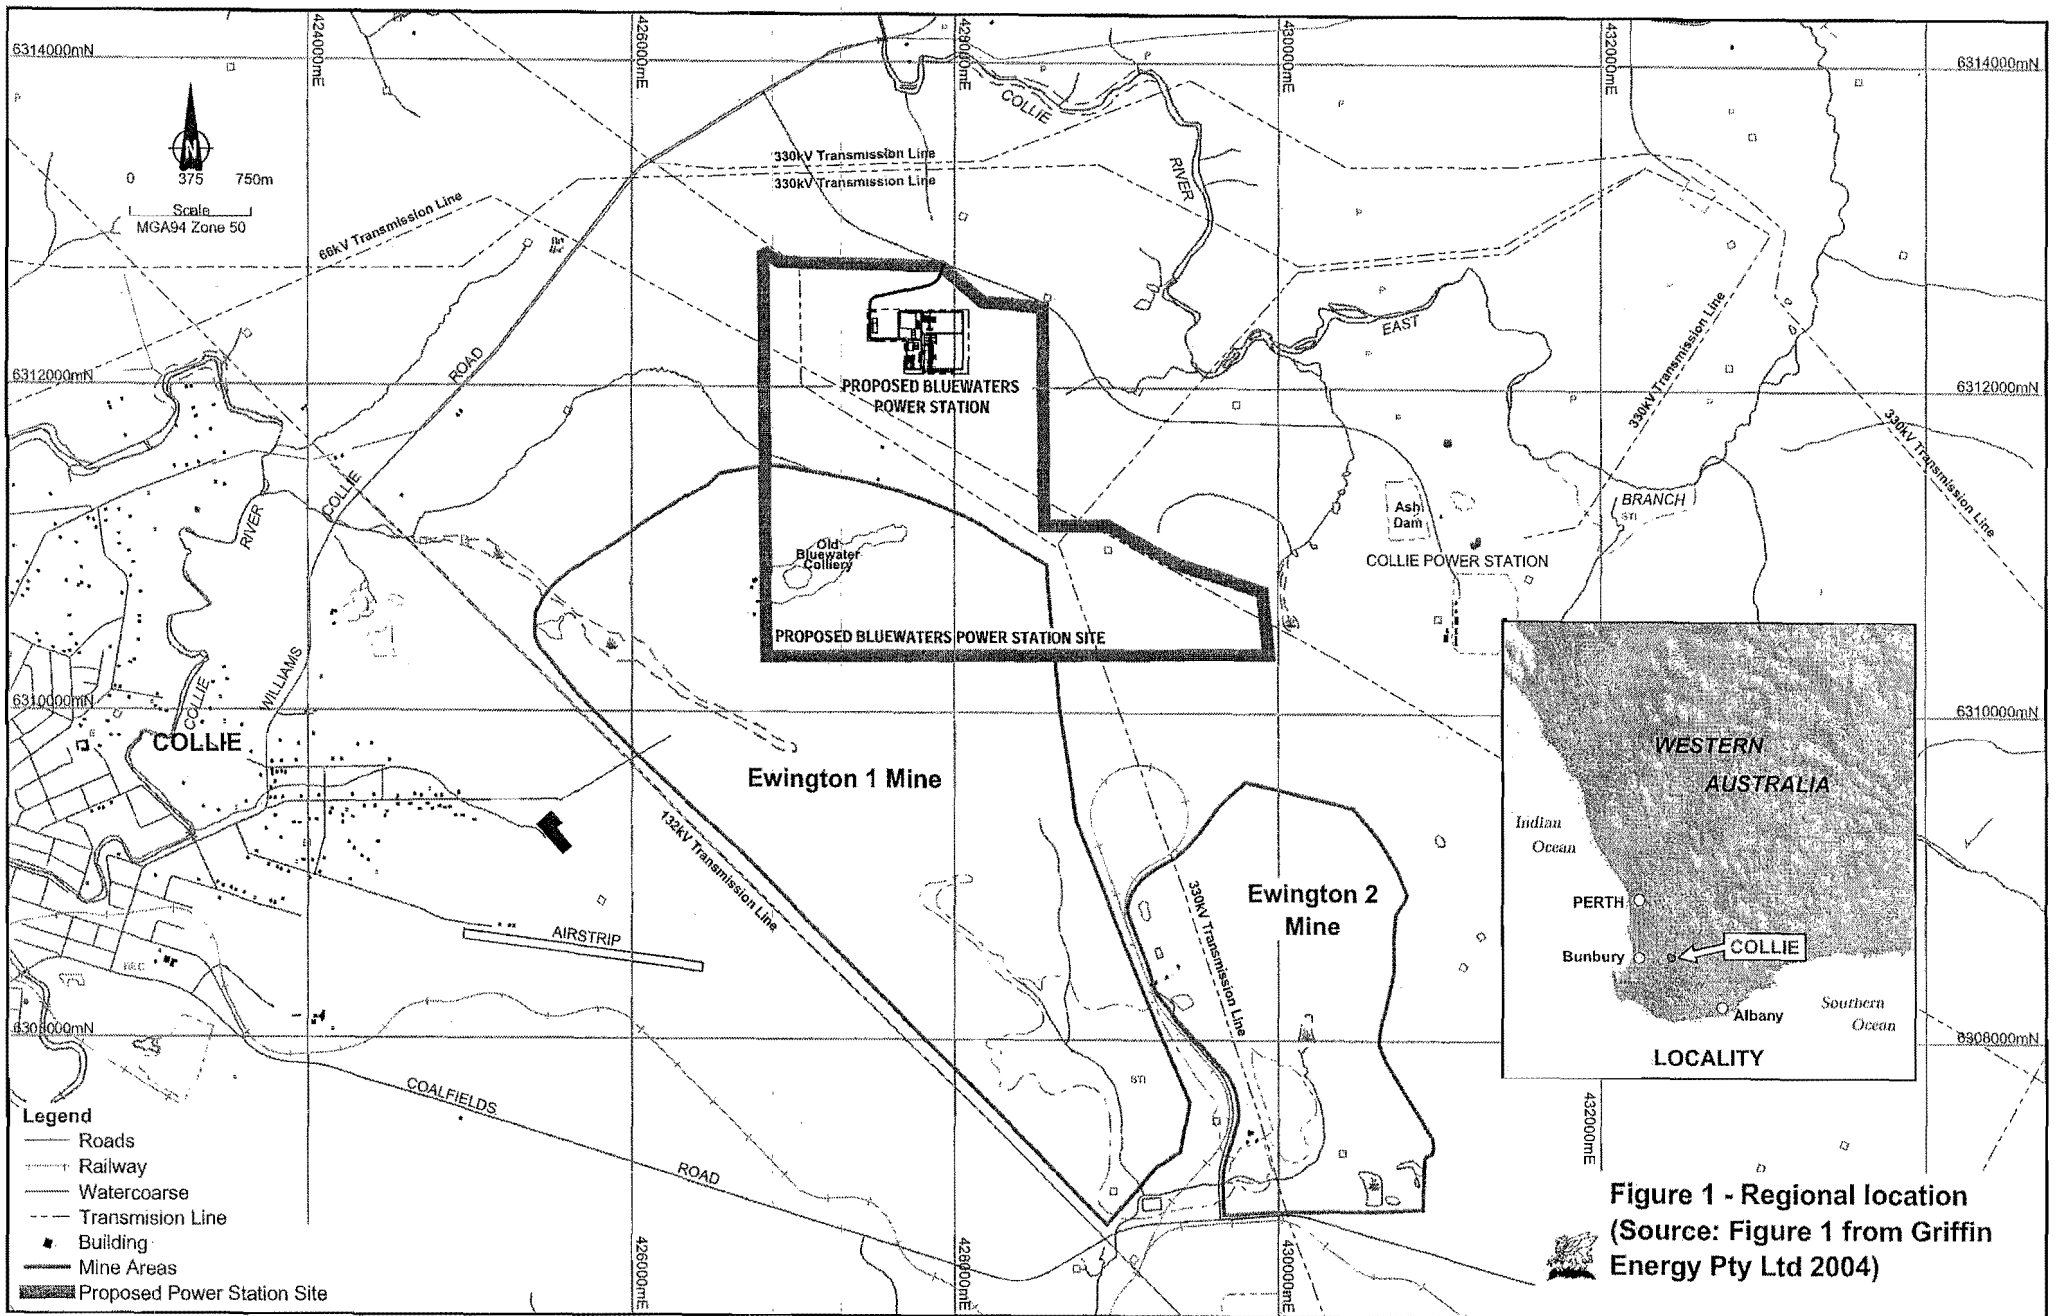 424000mE
426000mE
428000mE
430000mE
432000mE
6314000mN
6314000mN
P
P
P
P
P
N
0 375 750m
Scale
MGA94 Zone 50
COLLIE
RIVER
330kV Transmission Line
330kV Transmission Line
66kV Transmission Line
EAST
330kV Transmission Line
330kV Transmission Line
ROAD
6312000mN
6312000mN
PROPOSED BLUEWATERS
POWER STATION
COLLIE
RIVER
BRANCH
STI
Ash
Dam
COLLIE POWER STATION
Old
Bluewater
Colliery
PROPOSED BLUEWATERS POWER STATION SITE
WILLIAMS
COLLIE
6310000mN
6310000mN
COLLIE
Ewington 1 Mine
132kV Transmission Line
330kV Transmission Line
Ewington 2
Mine
AIRSTRIP
WESTERN
AUSTRALIA
Indian
Ocean
PERTH
Bunbury
COLLIE
Albany
Southern
Ocean
LOCALITY
6308000mN
6308000mN
STI
COALFIELDS
ROAD
Legend
Roads
Railway
Watercoarse
Transmision Line
Building
Mine Areas
Proposed Power Station Site
426000mE
428000mE
430000mE
432000mE
Figure 1 - Regional location
(Source: Figure 1 from Griffin
Energy Pty Ltd 2004)